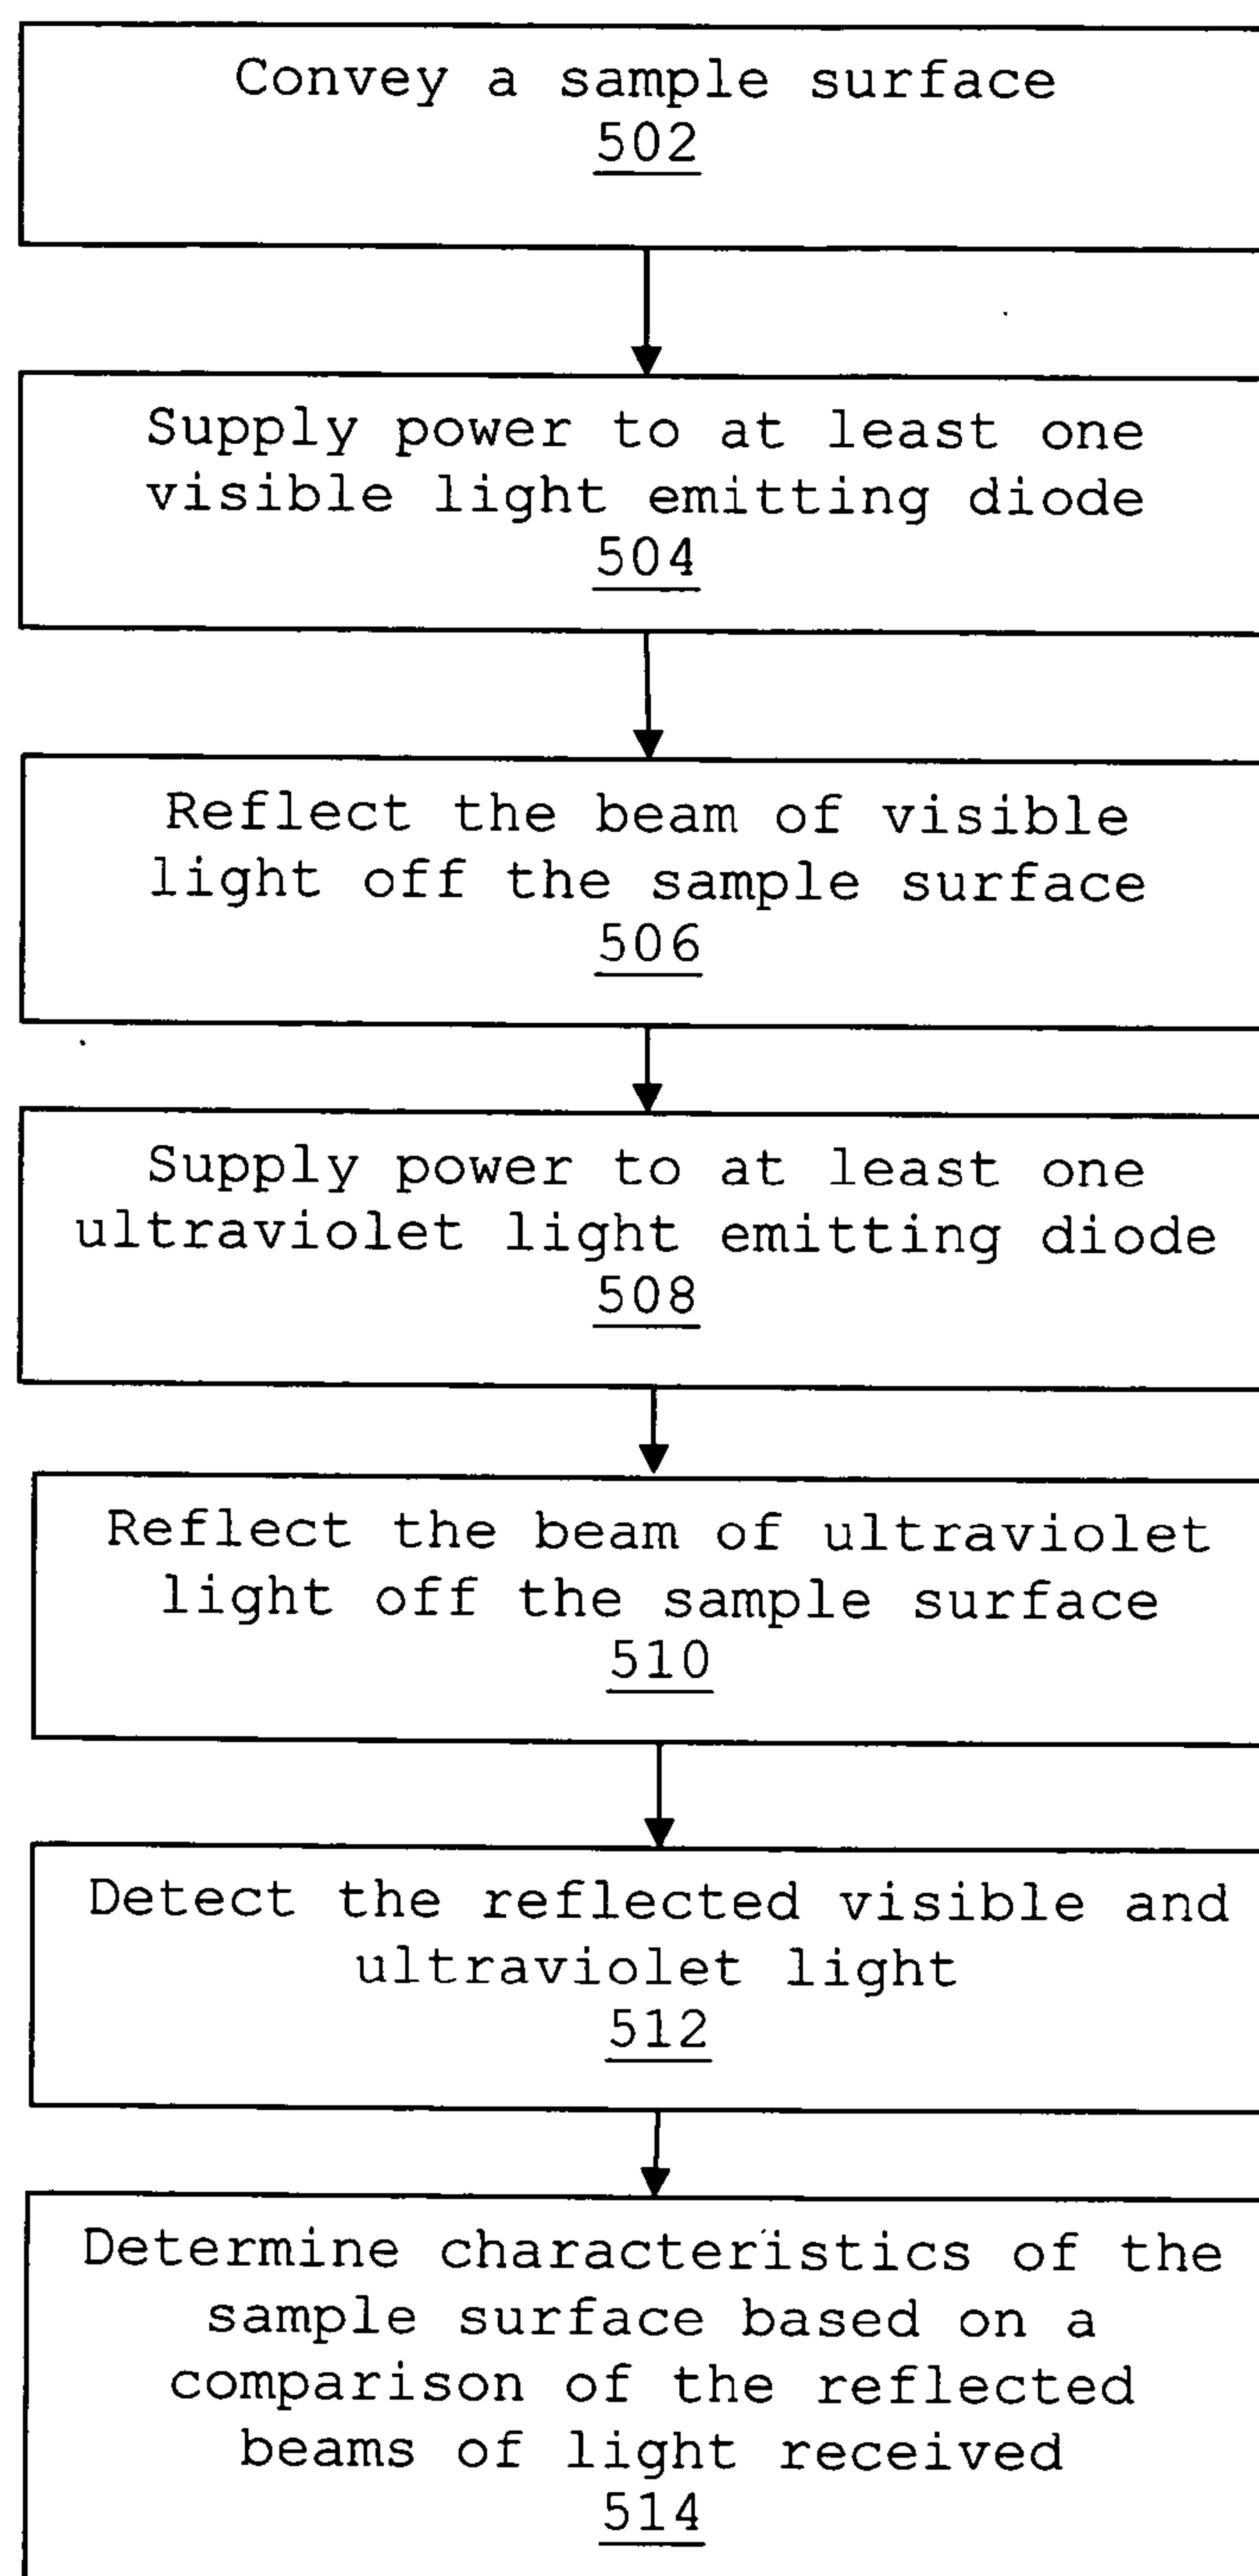 Convey a sample surface
502
Supply power to at least one
visible light emitting diode
504
Reflect the beam of visible
light off the sample surface
506
Supply power to at least one
ultraviolet light emitting diode
508
Reflect the beam of ultraviolet
light off the sample surface
510
Detect the reflected visible and
ultraviolet light
512
Determine characteristics of the
sample surface based on a
comparison of the reflected
beams of light received
514